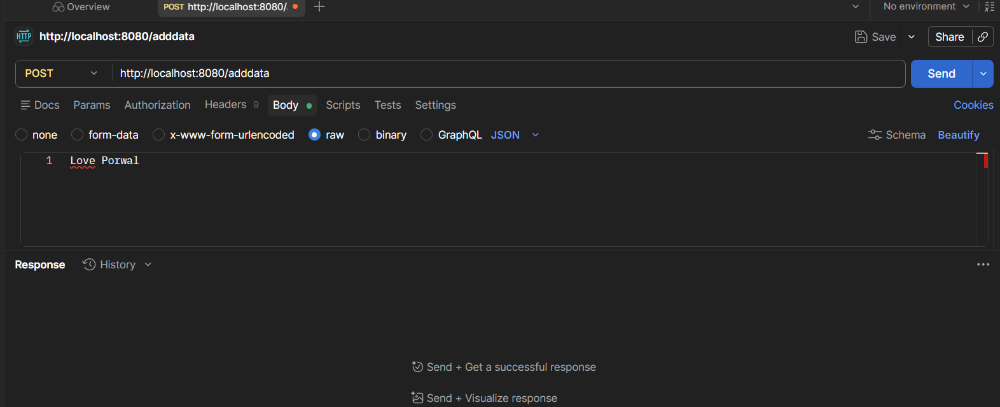 Overview
POST http://localhost:8080/.
No environment
HTTP http://localhost:8080/adddata
Save
Share
POST http://localhost:8080/adddata
Send
Docs Params Authorization Headers 9 Body Scripts Tests Settings
Cookies
none form-data x-www-form-urlencoded raw binary GraphQL JSON
Schema Beautify
1 Love Porwal
Response History
Send + Get a successful response
Send + Visualize response